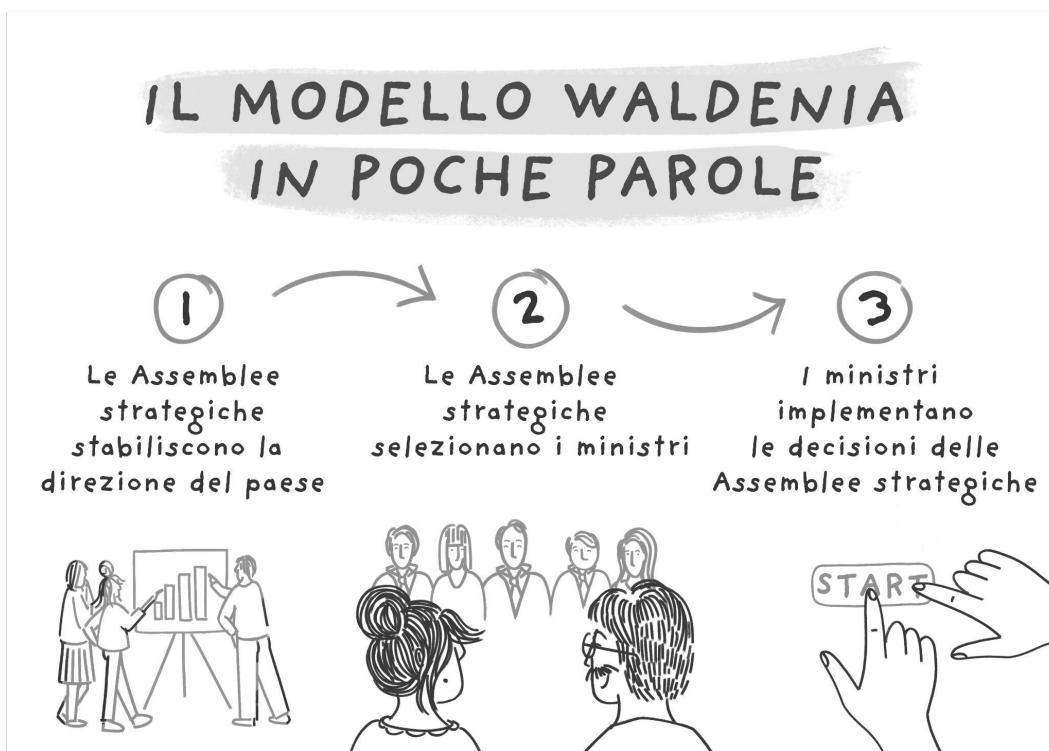 IL MODELLO WALDENIA
IN POCHE PAROLE
1
Le Assemblee
strategiche
stabiliscono la
direzione del paese
2
Le Assemblee
strategiche
selezionano i ministri
3
I ministri
implementano
le decisioni delle
Assemblee strategiche
START